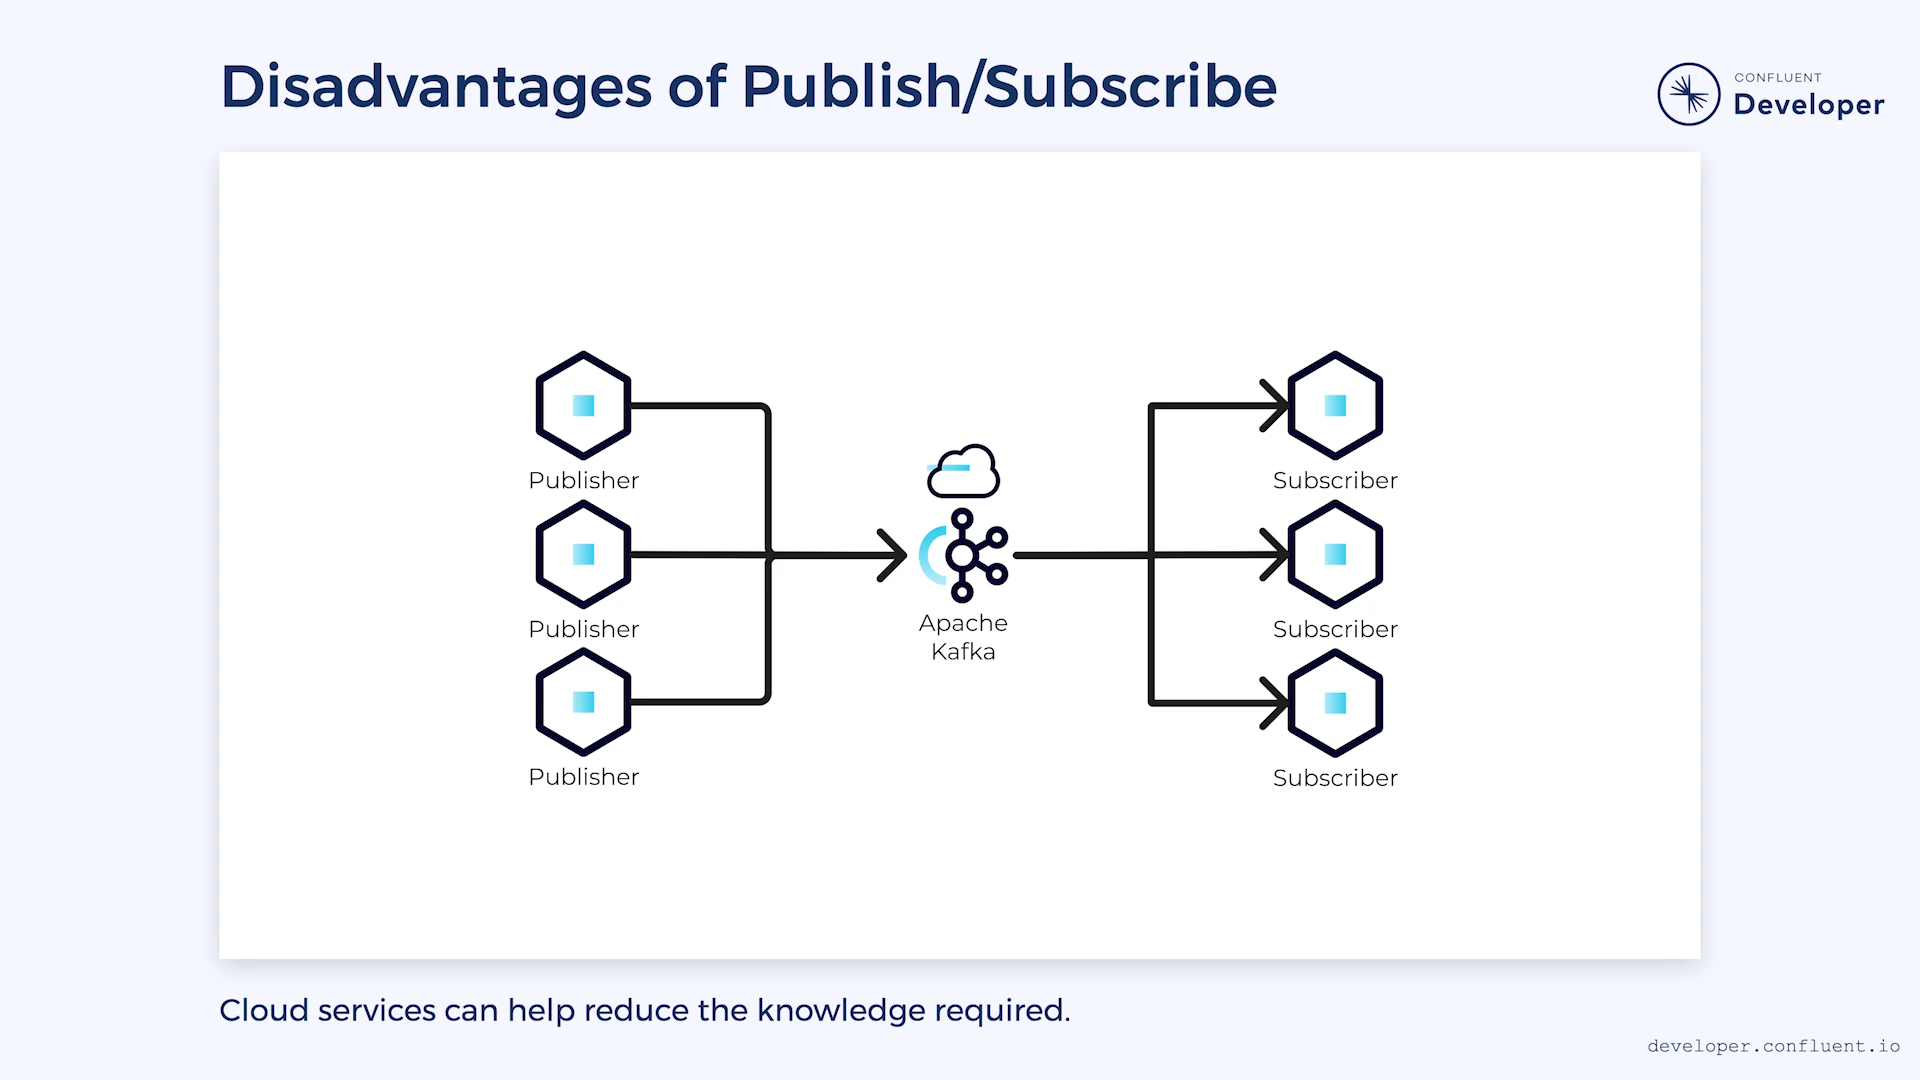 Disadvantages of Publish/Subscribe
CONFLUENT
Developer
Publisher
Subscriber
Publisher
Apache
Kafka
Subscriber
Publisher
Subscriber
Cloud services can help reduce the knowledge required.
developer.confluent.io